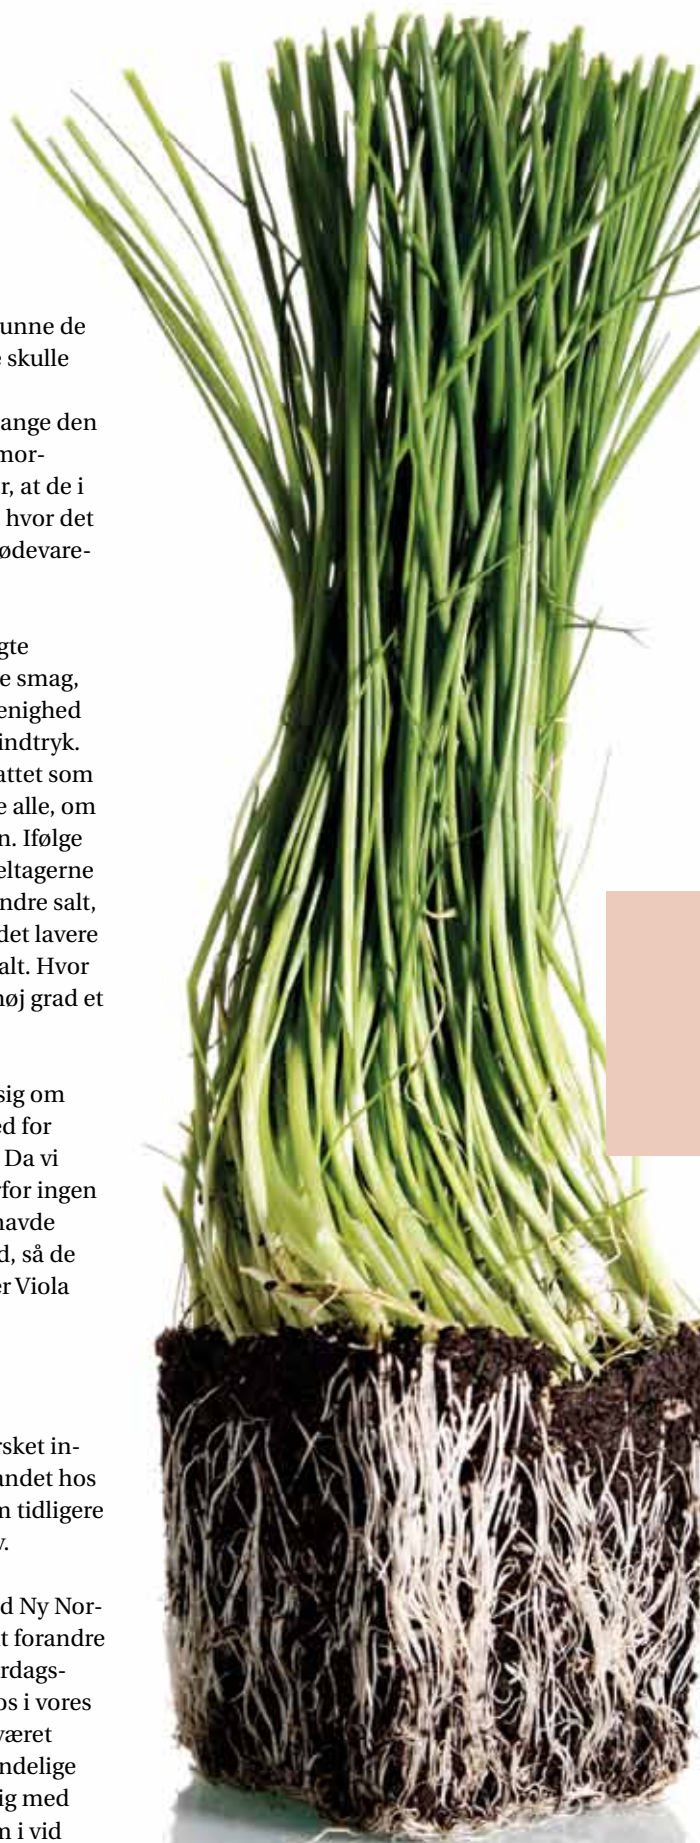 unne de
skulle
ange den
mor-
r, at de i
hvor det
ødevare-
gte
e smag,
enighed
indtryk.
attet som
e alle, om
n. Ifølge
eltagerne
ndre salt,
det lavere
alt. Hvor
høj grad et
sig om
ed for
Da vi
for ingen
havde
d, så de
er Viola
rsket in-
andet hos
n tidligere
v.
d Ny Nor-
t forandre
rdags-
os i vores
været
ndelige
ig med
n i vid